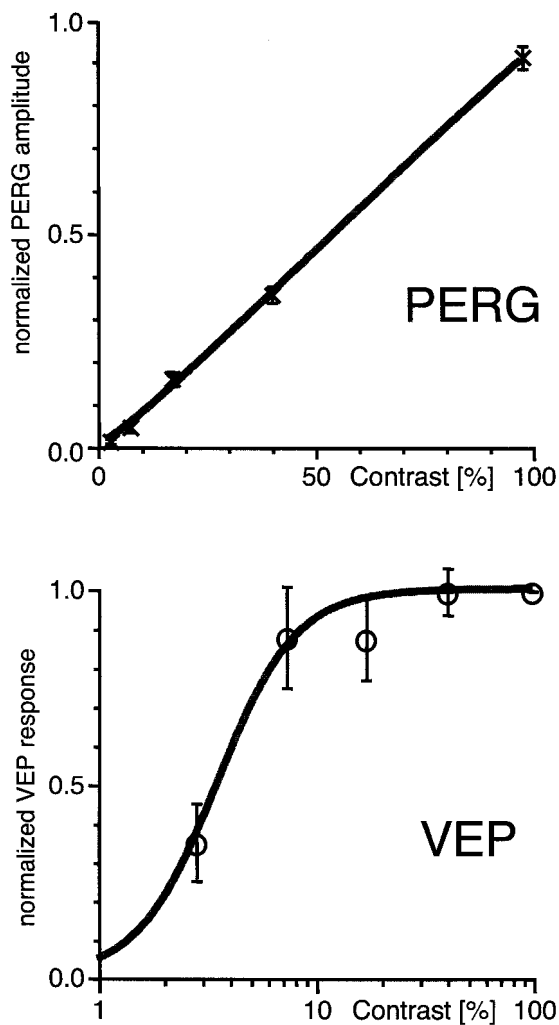 1.0
normalized PERG amplitude
0.5
PERG
0.0
0 50 Contrast [%] 100
1.0
normalized VEP response
0.5
VEP
0.0
1 10 Contrast [%] 100